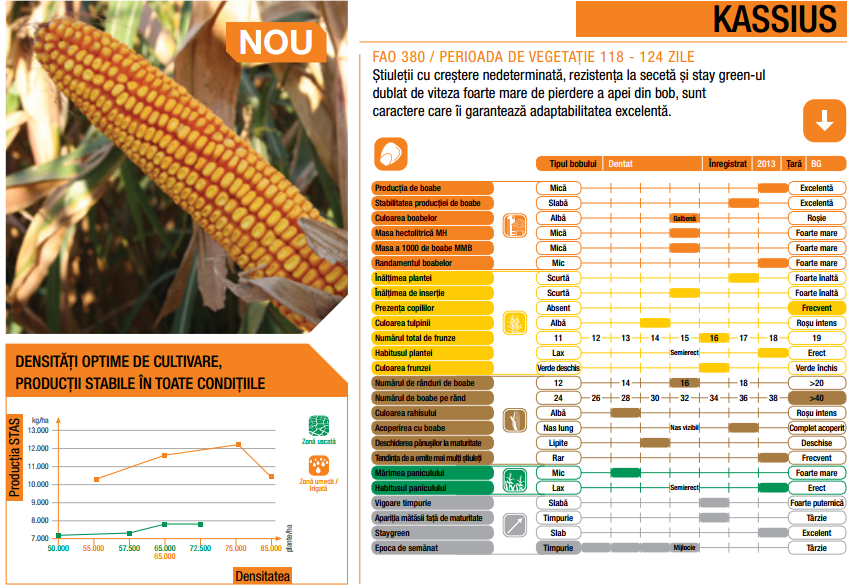 NOU
KASSIUS
FAO 380 / PERIOADA DE VEGETAȚIE 118 - 124 ZILE
Știuleții cu creștere nedeterminată, rezistența la secetă și stay green-ul
dublat de viteza foarte mare de pierdere a apei din bob, sunt
caractere care îi garantează adaptabilitatea excelentă.
Tipul bobului Dentat Înregistrat 2013 Țară BG
Producția de boabe Mică Excelentă
Stabilitatea producției de boabe Slabă Excelentă
Culoarea boabelor Albă Galbenă Roșie
Masa hectolitrică MH Mică Foarte mare
Masa a 1000 de boabe MMB Mică Foarte mare
Randamentul boabelor Mic Foarte mare
Înălțimea plantei Scurtă Foarte înaltă
Înălțimea de inserție Scurtă Foarte înaltă
Prezența copililor Absent Frecvent
Culoarea tulpinii Albă Roșu intens
Numărul total de frunze 11 12 13 14 15 16 17 18 19
Habitusul plantei Lax Semierect Erect
Culoarea frunzei Verde deschis Verde închis
Numărul de rânduri de boabe 12 14 16 18 >20
Numărul de boabe pe rând 24 26 28 30 32 34 36 38 >40
Culoarea rahisului Albă Roșu intens
Acoperirea cu boabe Nas lung Nas vizibil Complet acoperit
Deschiderea pănușilor la maturitate Lipite Deschise
Tendința de a emite mai mulți știuleți Rar Frecvent
Mărimea paniculului Mic Foarte mare
Habitusul paniculului Lax Semierect Erect
Vigoare timpurie Slabă Foarte puternică
Apariția mătăsii față de maturitate Timpurie Târzie
Staygreen Slab Excelent
Epoca de semănat Timpurie Mijlocie Târzie
DENSITĂȚI OPTIME DE CULTIVARE,
PRODUCȚII STABILE ÎN TOATE CONDIȚIILE
Producția STAS
kg/ha
13.000
12.000
11.000
10.000
9.000
8.000
7.000
50.000 55.000 57.500 65.000 72.500 75.000 85.000
65.000
plante/ha
Zonă uscată
Zonă umedă /
Irigată
Densitatea